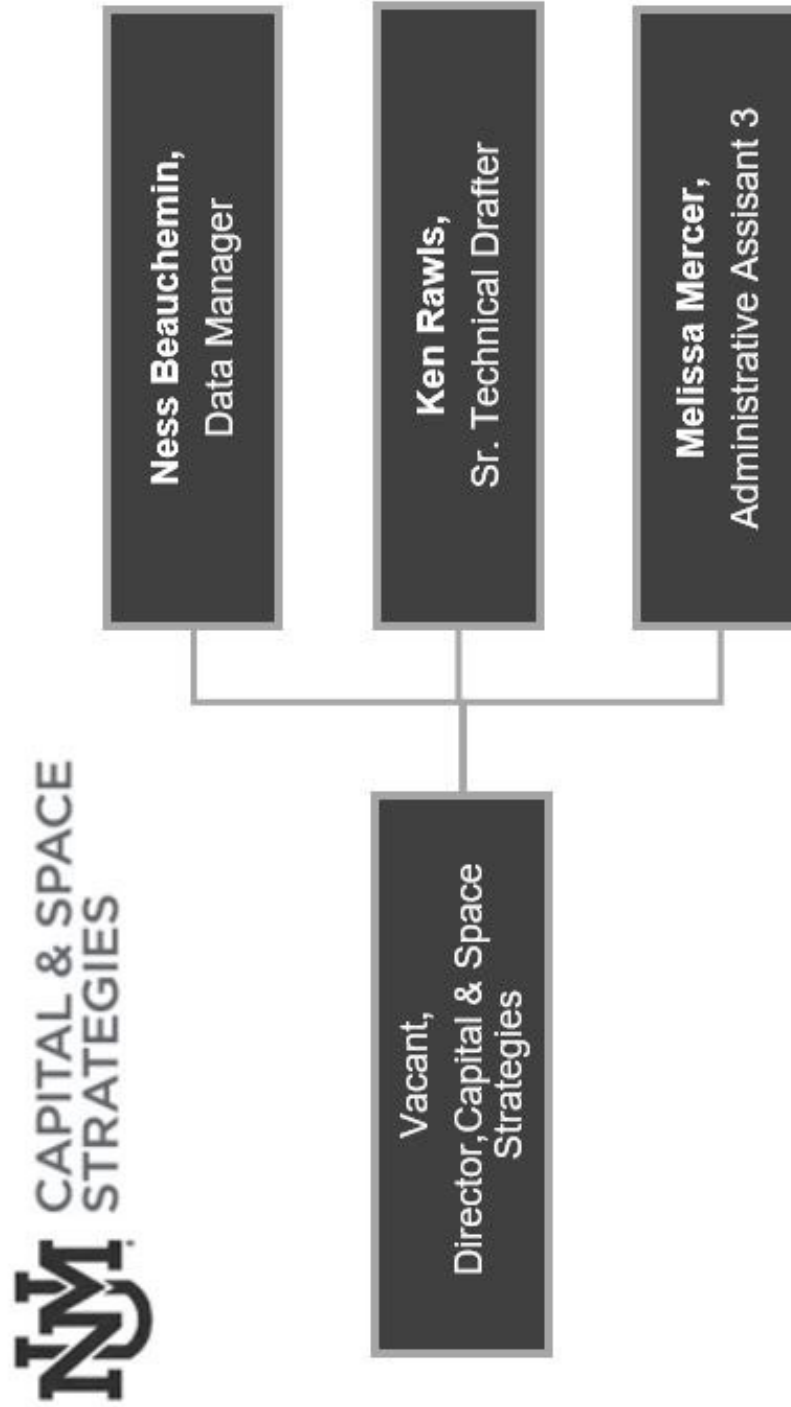 UNM
CAPITAL & SPACE
STRATEGIES
Vacant,
Director,Capital & Space
Strategies
Ness Beauchemin,
Data Manager
Ken Rawls,
Sr. Technical Drafter
Melissa Mercer,
Administrative Assisant 3